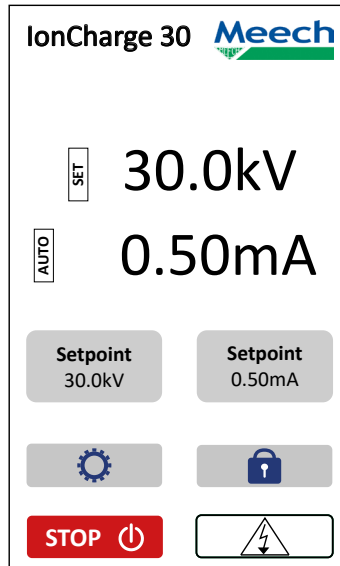 IonCharge 30 Meech
SET 30.0kV
AUTO 0.50mA
Setpoint
30.0kV
Setpoint
0.50mA
STOP